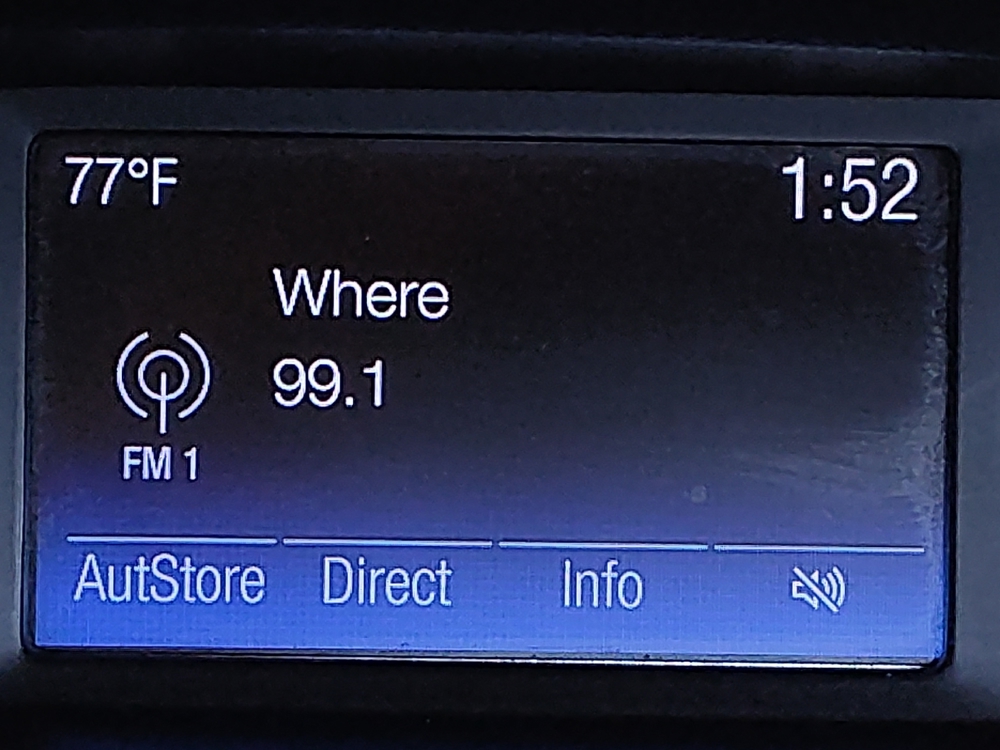 77°F 1:52
Where
99.1
FM 1
AutStore Direct Info